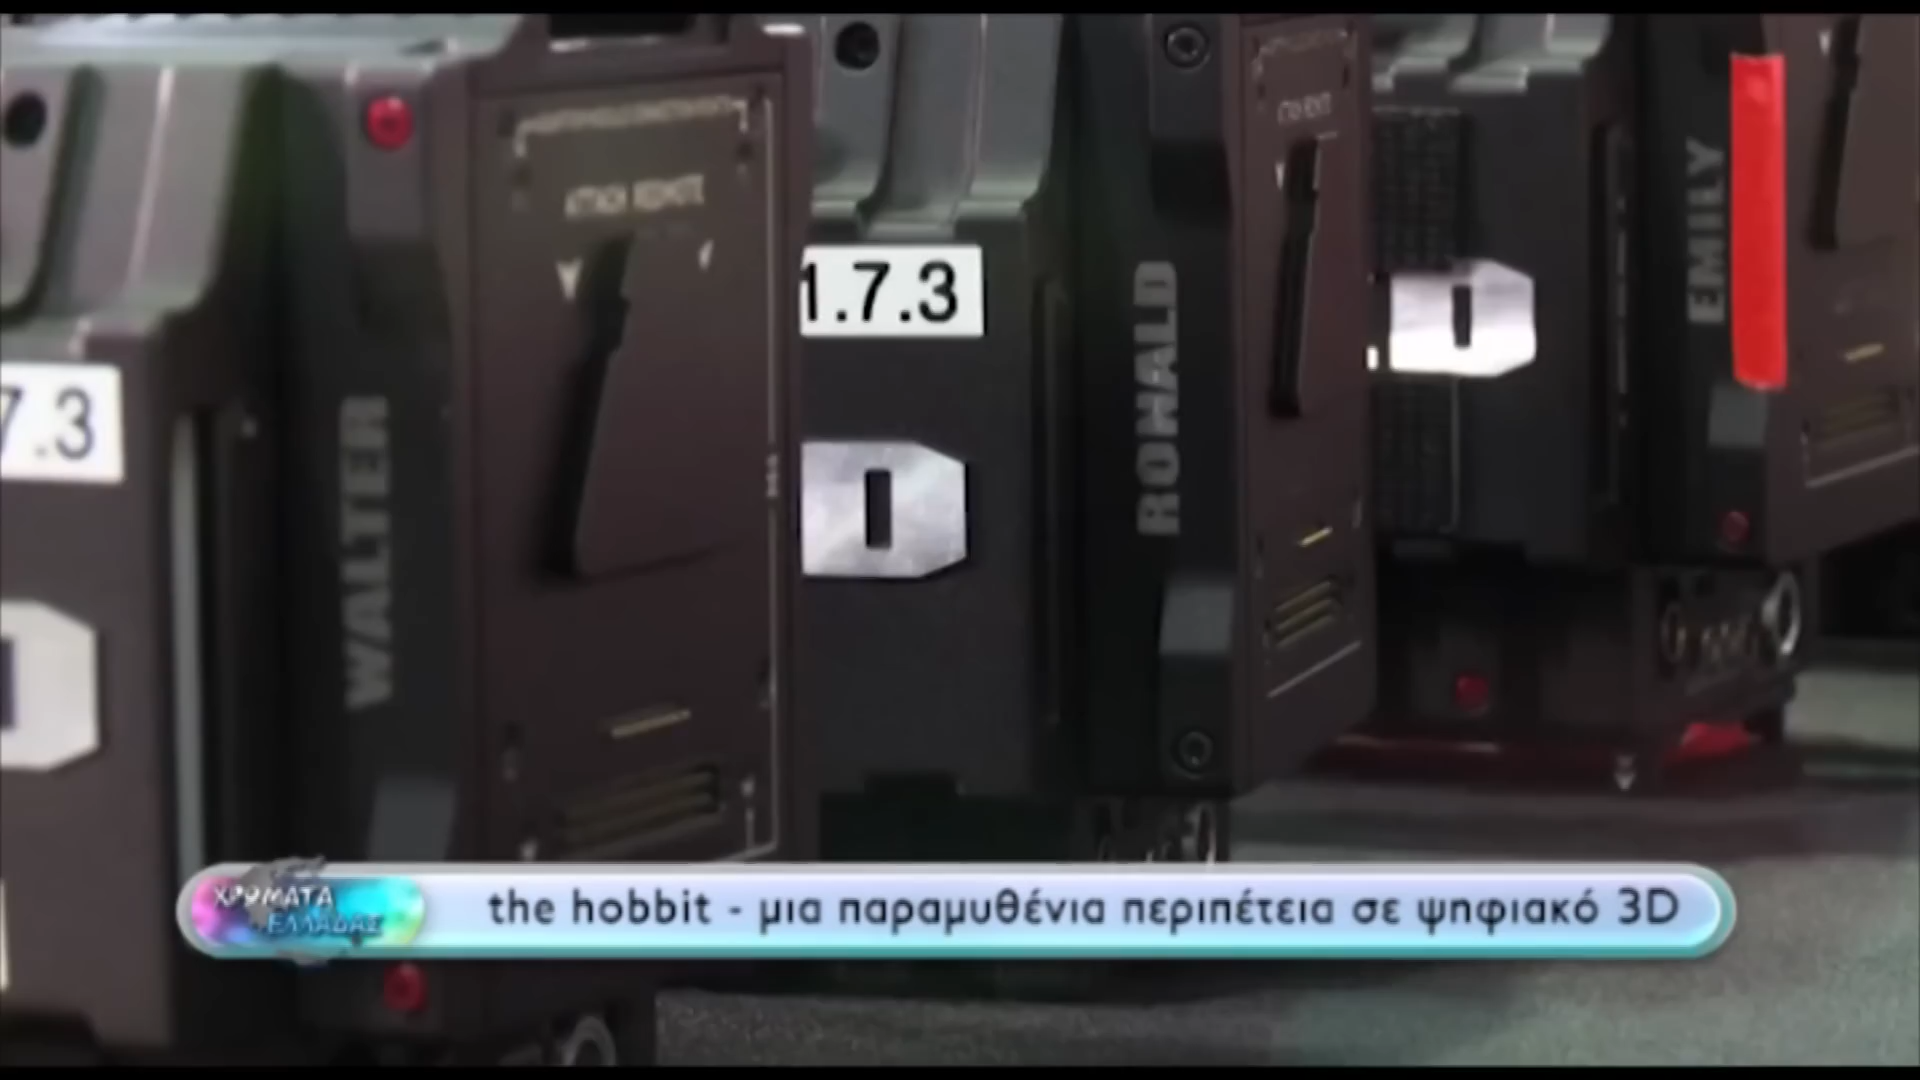 7.3
WALTER
1.7.3
RONALD
EMILY
ΧΡΩΜΑΤΑ
ΕΛΛΑΔΑΣ
the hobbit - μια παραμυθένια περιπέτεια σε ψηφιακό 3D